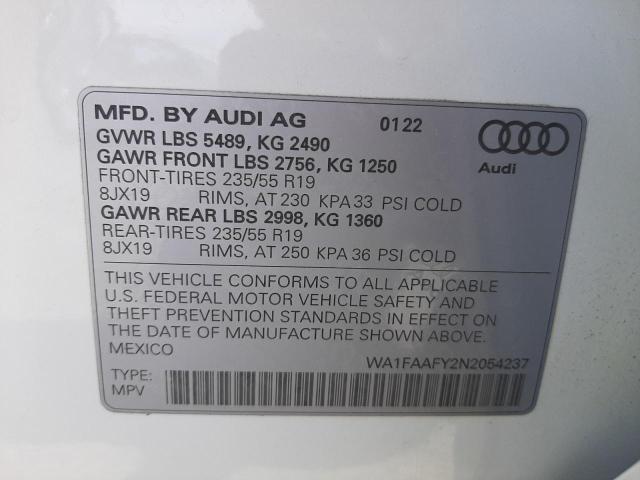 MFD. BY AUDI AG 0122
GVWR LBS 5489, KG 2490
GAWR FRONT LBS 2756, KG 1250
FRONT-TIRES 235/55 R19
8JX19 RIMS, AT 230 KPA 33 PSI COLD
GAWR REAR LBS 2998, KG 1360
REAR-TIRES 235/55 R19
8JX19 RIMS, AT 250 KPA 36 PSI COLD
Audi
THIS VEHICLE CONFORMS TO ALL APPLICABLE
U.S. FEDERAL MOTOR VEHICLE SAFETY AND
THEFT PREVENTION STANDARDS IN EFFECT ON
THE DATE OF MANUFACTURE SHOWN ABOVE.
MEXICO WA1FAAFY2N2054237
TYPE:
MPV